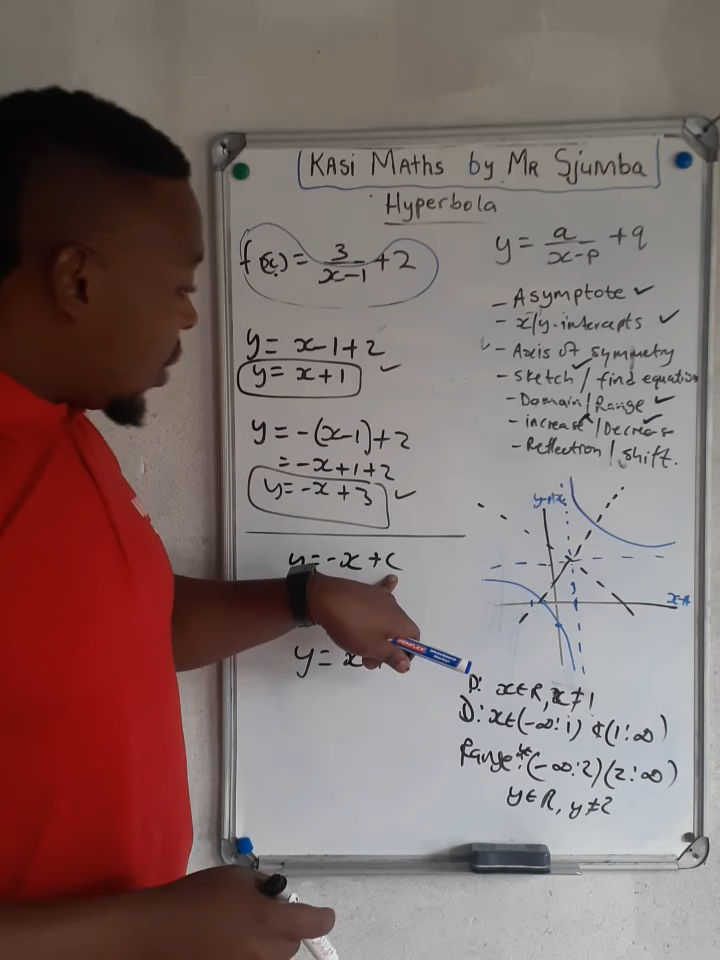 KASI MATHS by MR SJUMBA
Hyperbola
f(x) = 3/(x-1) + 2
y = x-1+2
y = x+1 ✓
y = -(x-1)+2
= -x+1+2
y = -x+3 ✓
y = -x + c
y = x
y = a/(x-p) + q
- Asymptote ✓
- x/y-intercepts ✓
- Axis of symmetry
- Sketch / find equation
- Domain / Range ✓
- increase / Decrease
- Reflection / shift.
D: x∈R, x≠1
D: x∈(-∞:1) & (1:∞)
Range: (-∞:2)(2:∞)
y∈R, y≠2